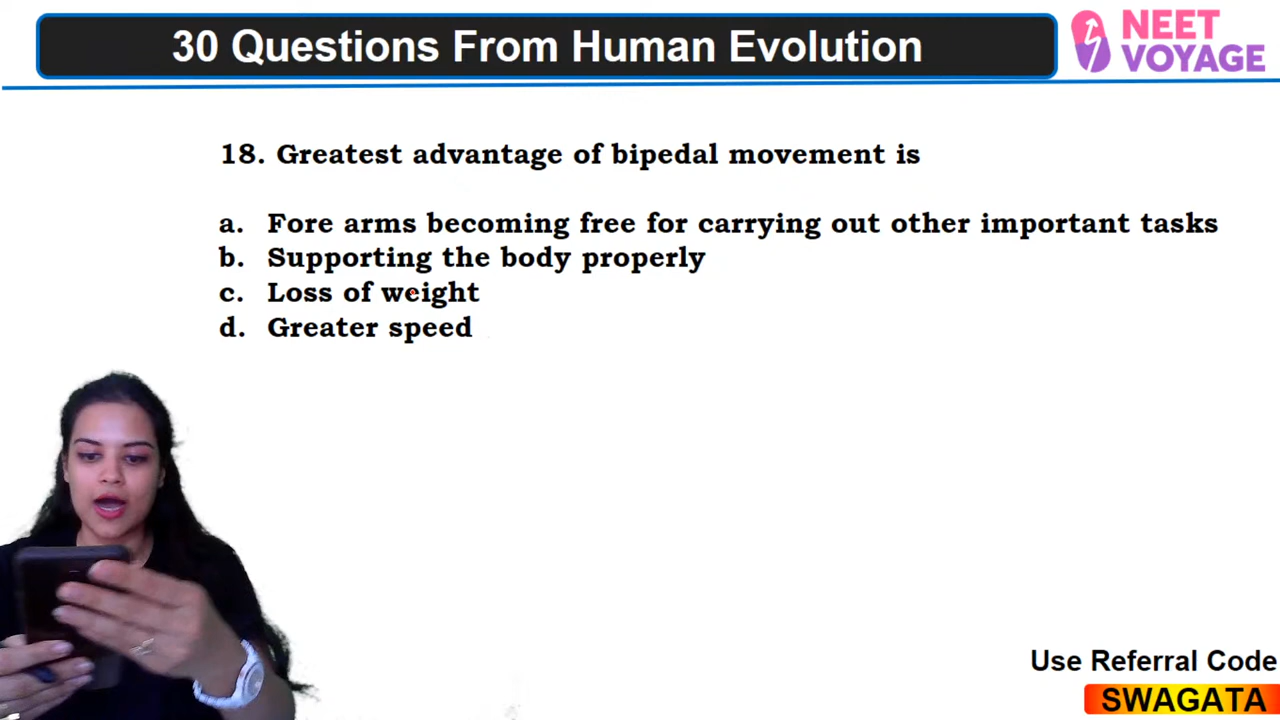 30 Questions From Human Evolution
NEET
VOYAGE
18. Greatest advantage of bipedal movement is
a. Fore arms becoming free for carrying out other important tasks
b. Supporting the body properly
c. Loss of weight
d. Greater speed
Use Referral Code
SWAGATA